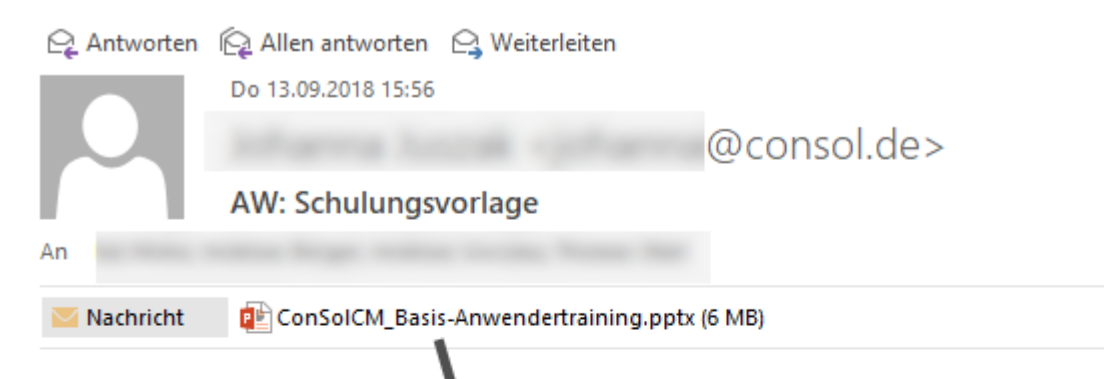 Antworten Allen antworten Weiterleiten
Do 13.09.2018 15:56
@consol.de>
AW: Schulungsvorlage
An
Nachricht ConSolCM_Basis-Anwendertraining.pptx (6 MB)